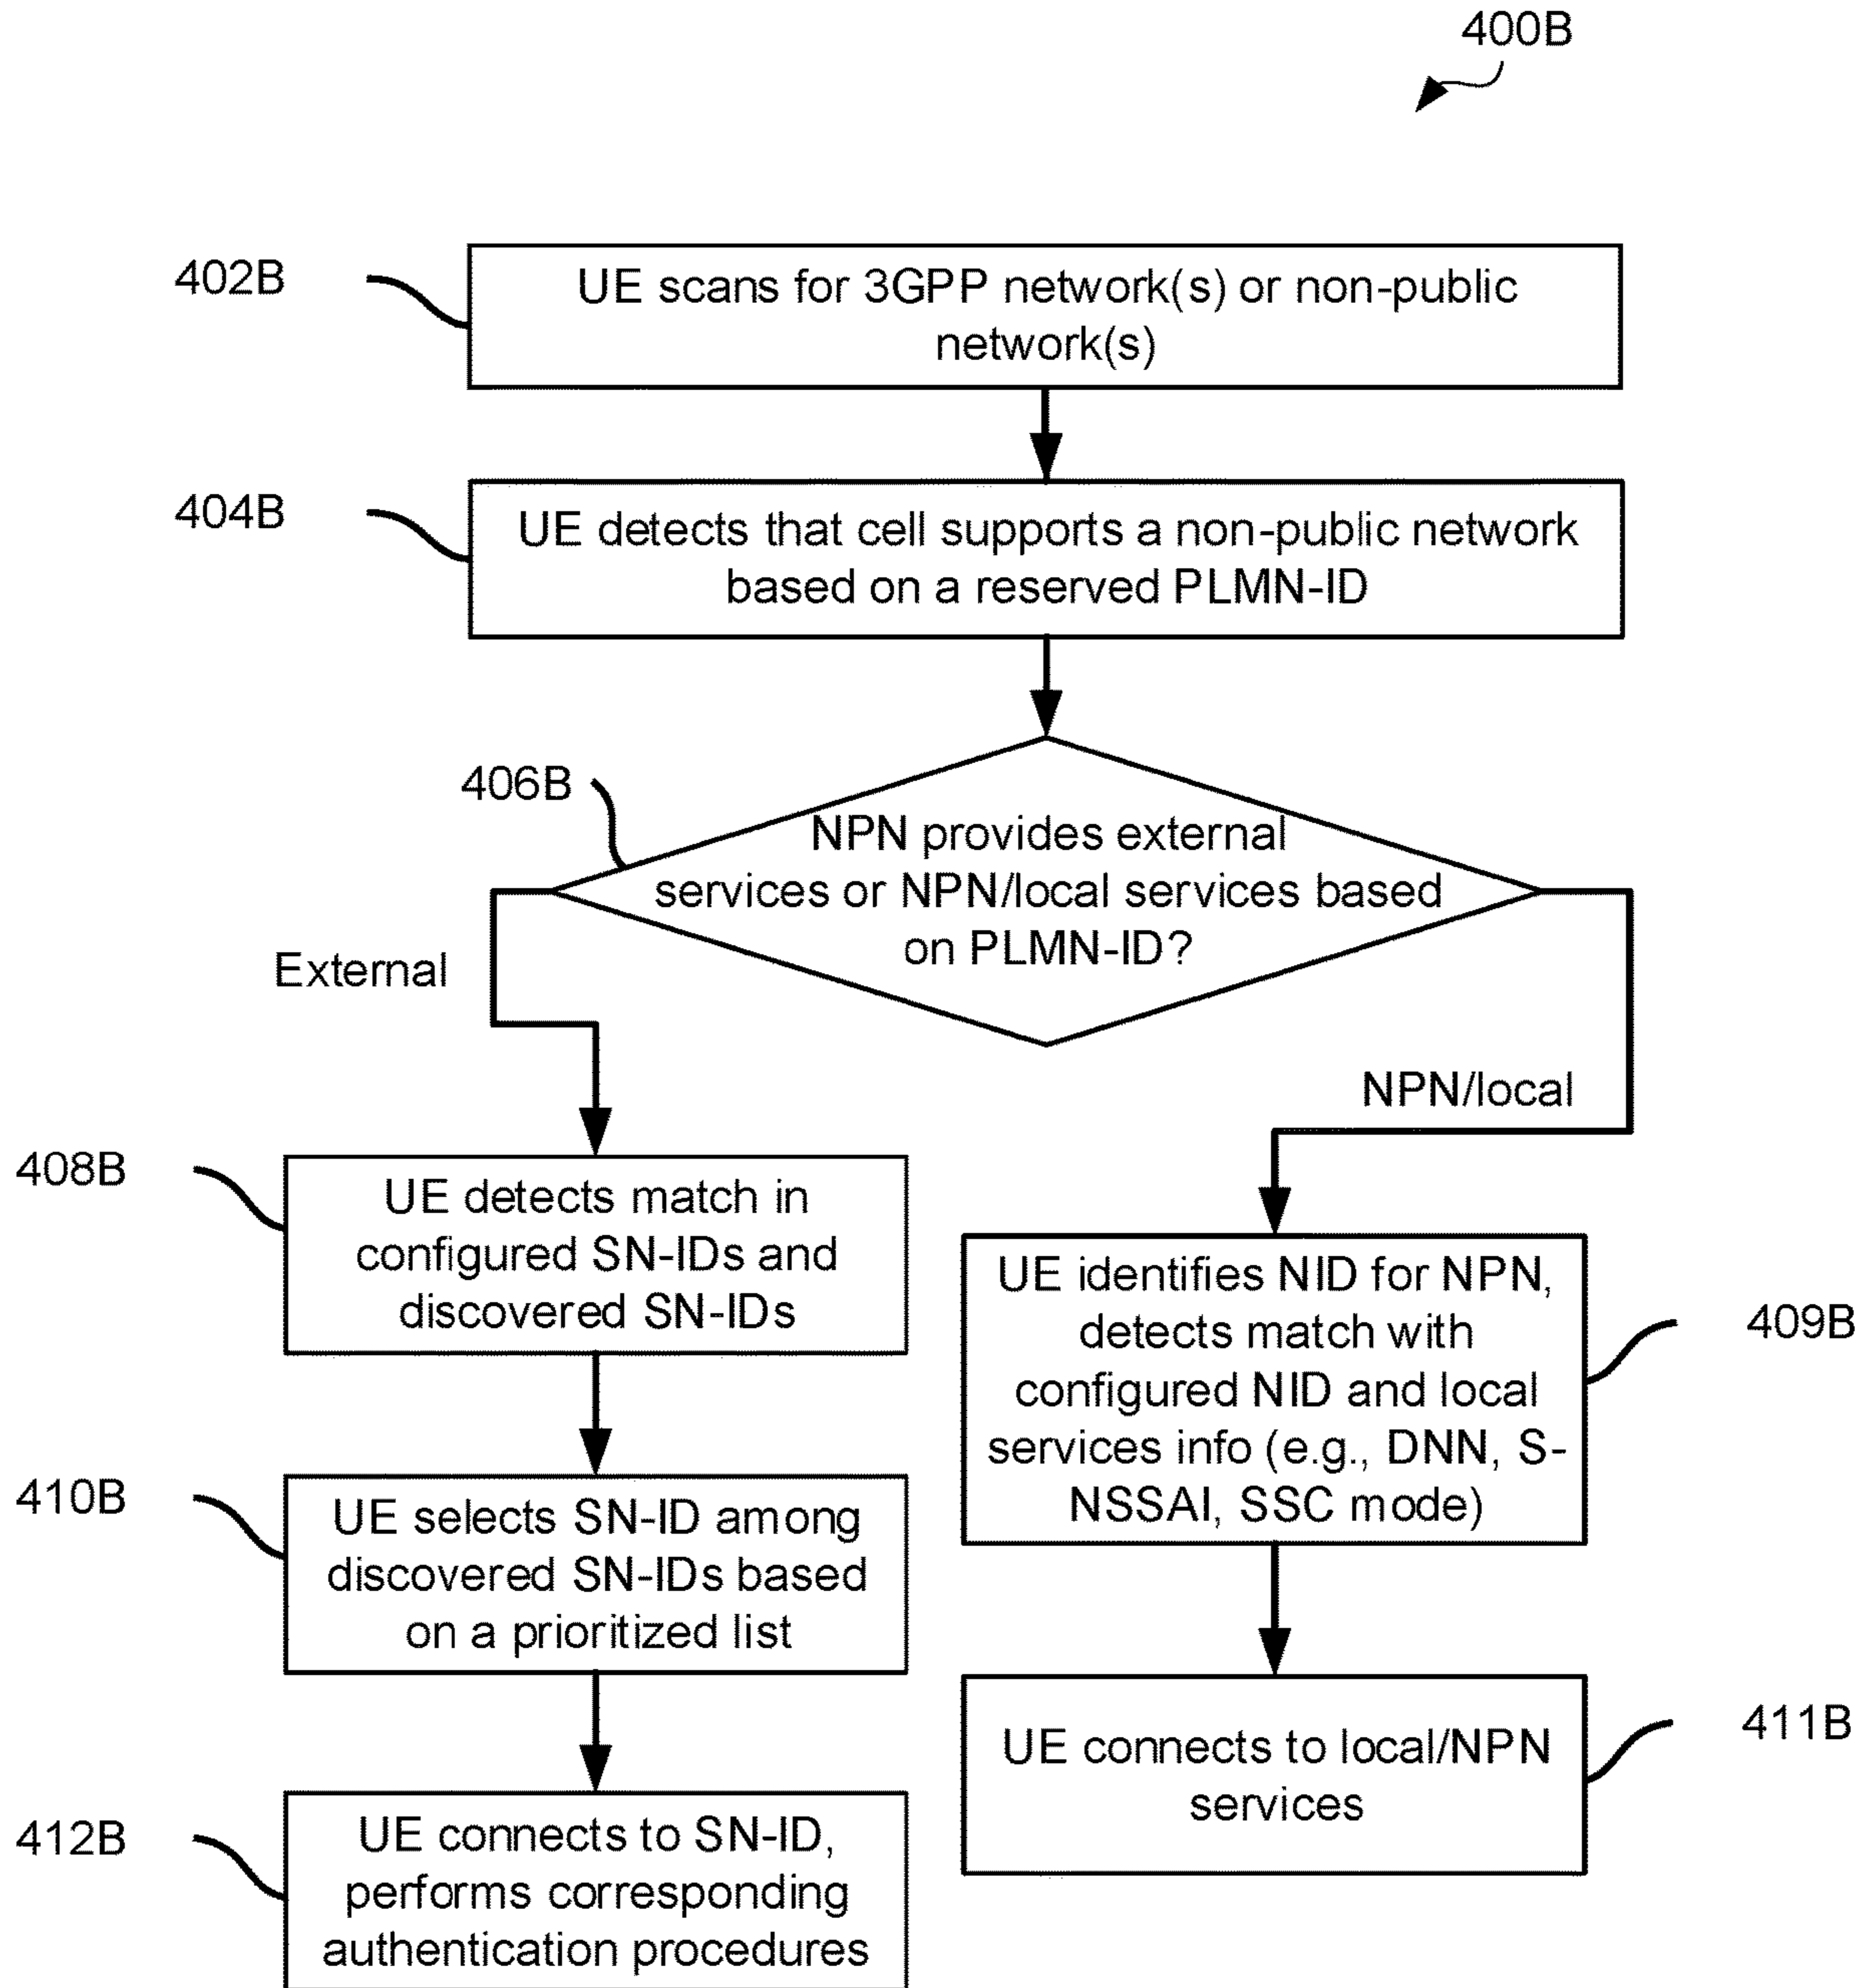 400B
402B
UE scans for 3GPP network(s) or non-public
network(s)
404B
UE detects that cell supports a non-public network
based on a reserved PLMN-ID
406B
NPN provides external
services or NPN/local services based
on PLMN-ID?
External
NPN/local
408B
UE detects match in
configured SN-IDs and
discovered SN-IDs
UE identifies NID for NPN,
detects match with
configured NID and local
services info (e.g., DNN, S-
NSSAI, SSC mode)
409B
410B
UE selects SN-ID among
discovered SN-IDs based
on a prioritized list
UE connects to local/NPN
services
411B
412B
UE connects to SN-ID,
performs corresponding
authentication procedures